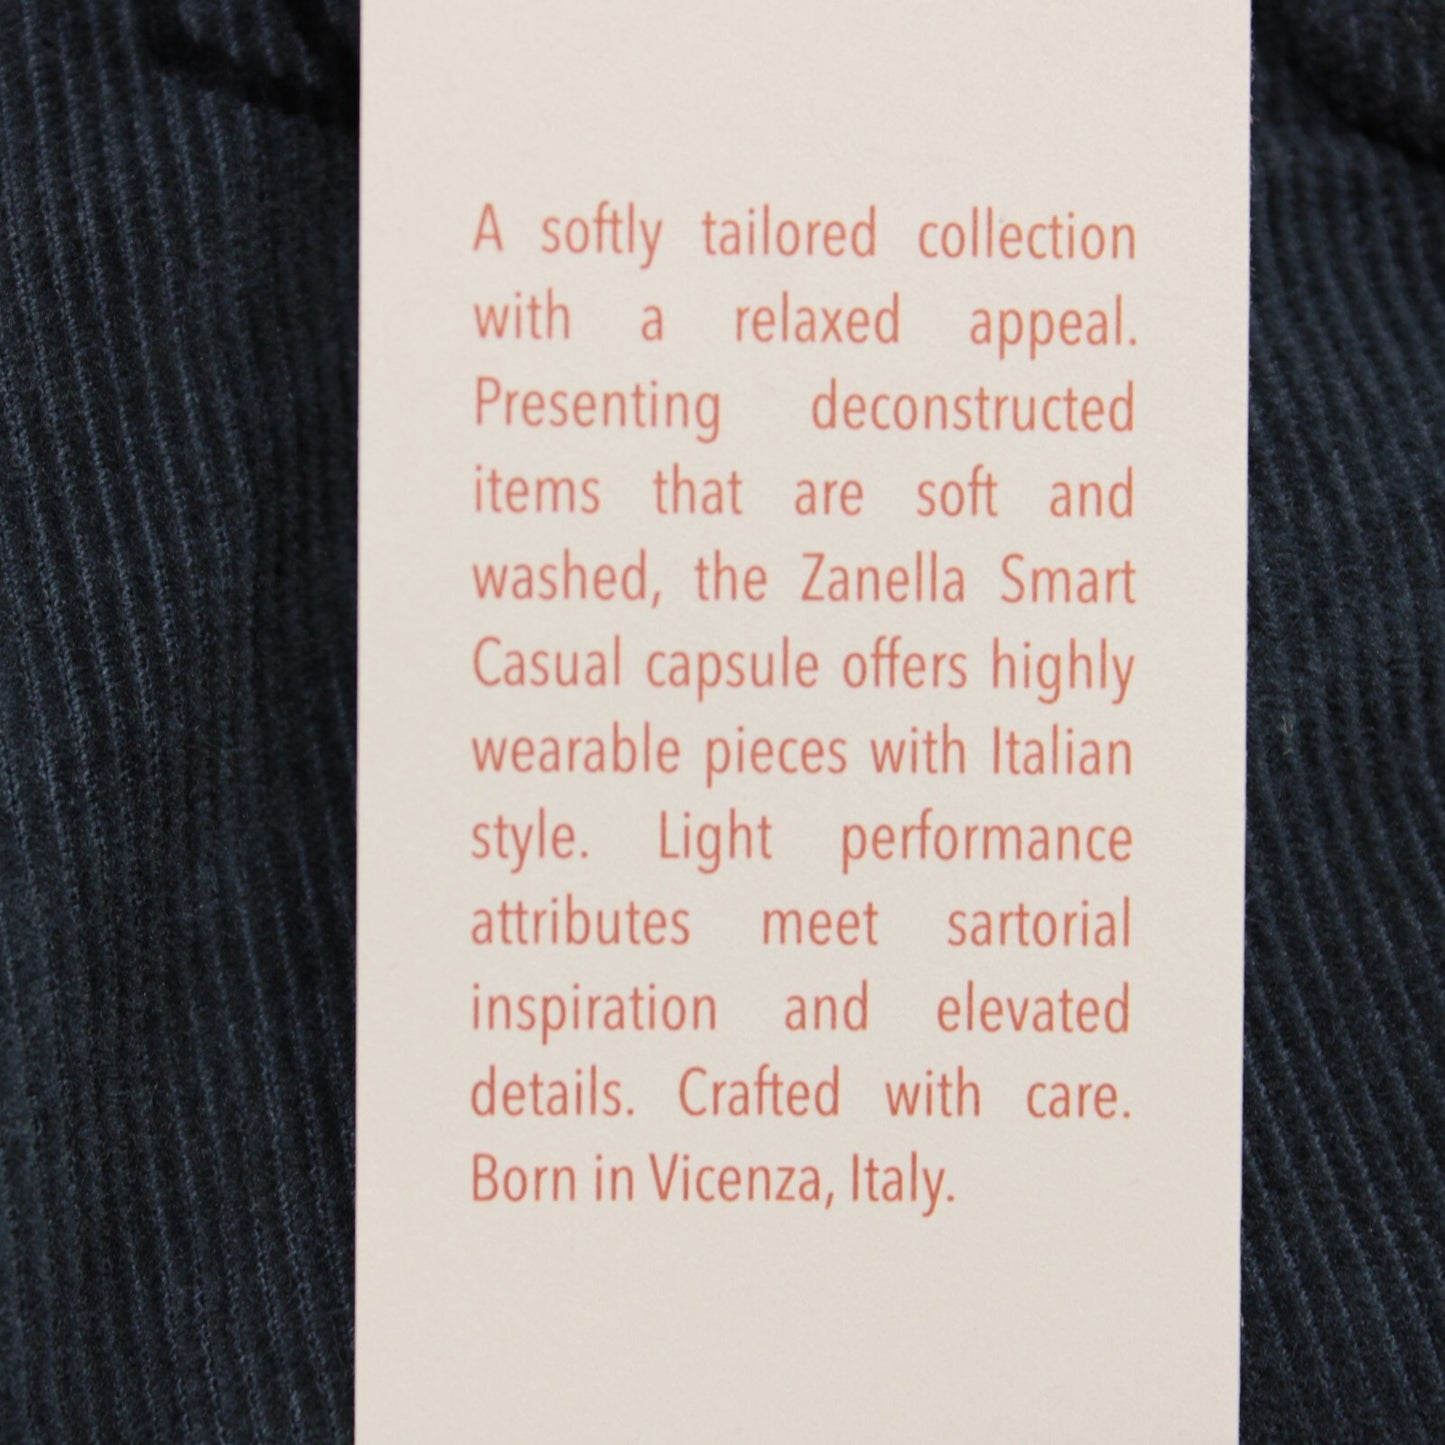 A softly tailored collection
with a relaxed appeal.
Presenting deconstructed
items that are soft and
washed, the Zanella Smart
Casual capsule offers highly
wearable pieces with Italian
style. Light performance
attributes meet sartorial
inspiration and elevated
details. Crafted with care.
Born in Vicenza, Italy.